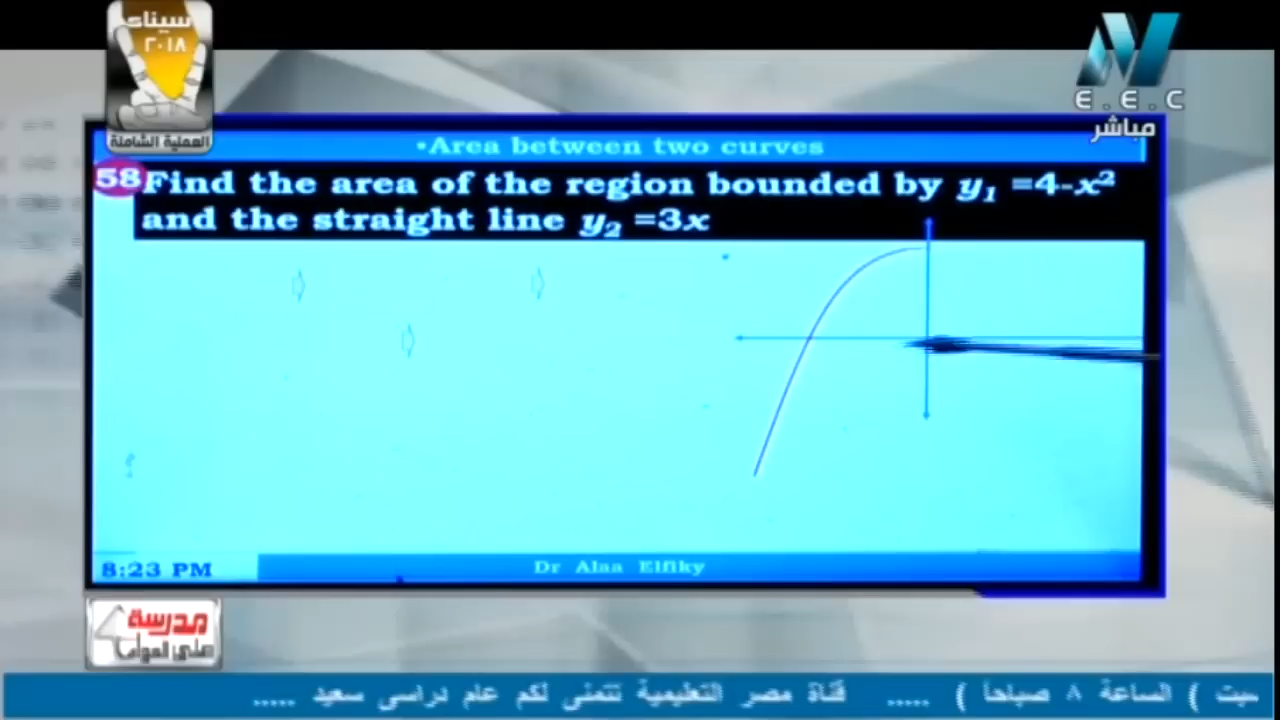 سيناء
٢٠١٨
العملية الشاملة
E.E.C
مباشر
•Area between two curves
58 Find the area of the region bounded by y₁ =4-x²
and the straight line y₂ =3x
8:23 PM
Dr Alaa Elfiky
مدرسة
على الهواء
سبت ) الساعة ٨ صباحاً ) ..... قناة مصر التعليمية تتمنى لكم عام دراسى سعيد .....